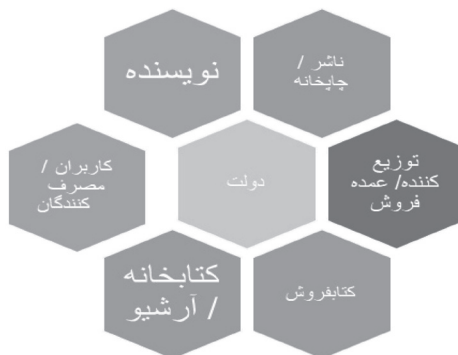 ناشر /
چاپخانه
نویسنده
توزیع
کننده/ عمده
فروش
دولت
کاربران /
مصرف
کنندگان
کتابفروش
کتابخانه
/ آرشیو